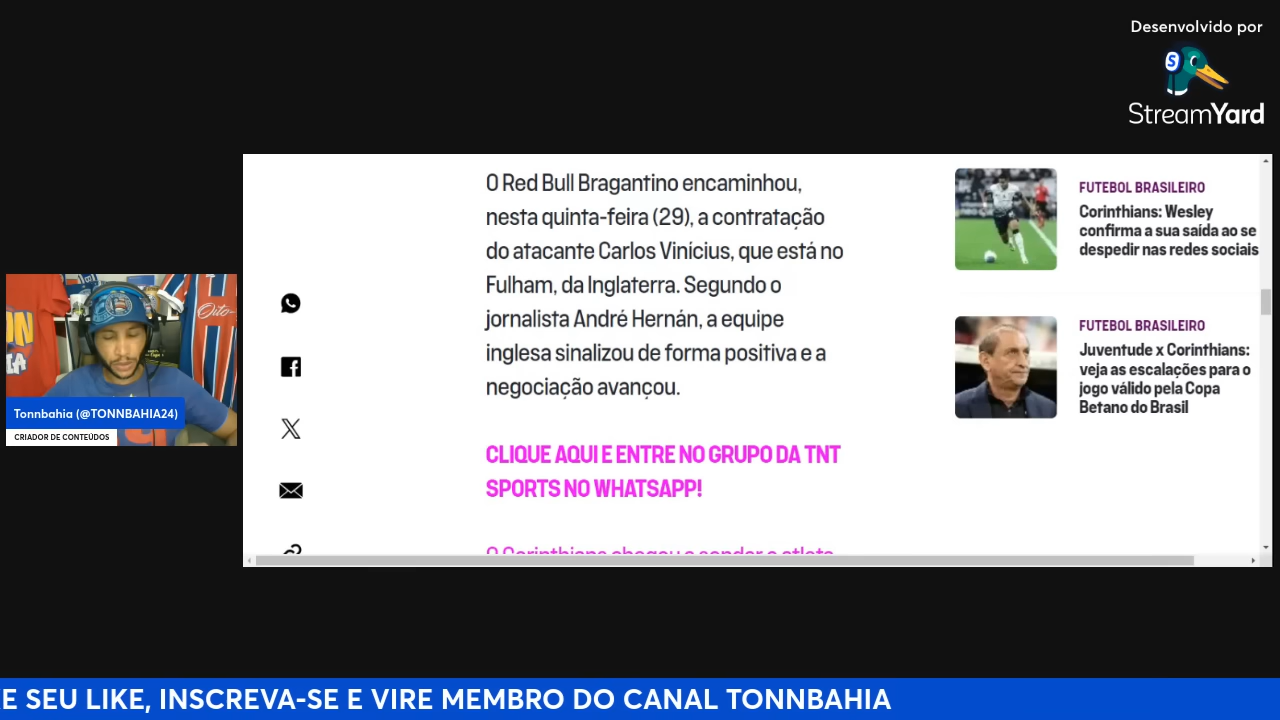 Desenvolvido por
StreamYard
O Red Bull Bragantino encaminhou,
nesta quinta-feira (29), a contratação
do atacante Carlos Vinícius, que está no
Fulham, da Inglaterra. Segundo o
jornalista André Hernán, a equipe
inglesa sinalizou de forma positiva e a
negociação avançou.
CLIQUE AQUI E ENTRE NO GRUPO DA TNT
SPORTS NO WHATSAPP!
O Corinthians chegou a sondar o atleta
FUTEBOL BRASILEIRO
Corinthians: Wesley
confirma a sua saída ao se
despedir nas redes sociais
FUTEBOL BRASILEIRO
Juventude x Corinthians:
veja as escalações para o
jogo válido pela Copa
Betano do Brasil
Tonnbahia (@TONNBAHIA24)
CRIADOR DE CONTEÚDOS
E SEU LIKE, INSCREVA-SE E VIRE MEMBRO DO CANAL TONNBAHIA